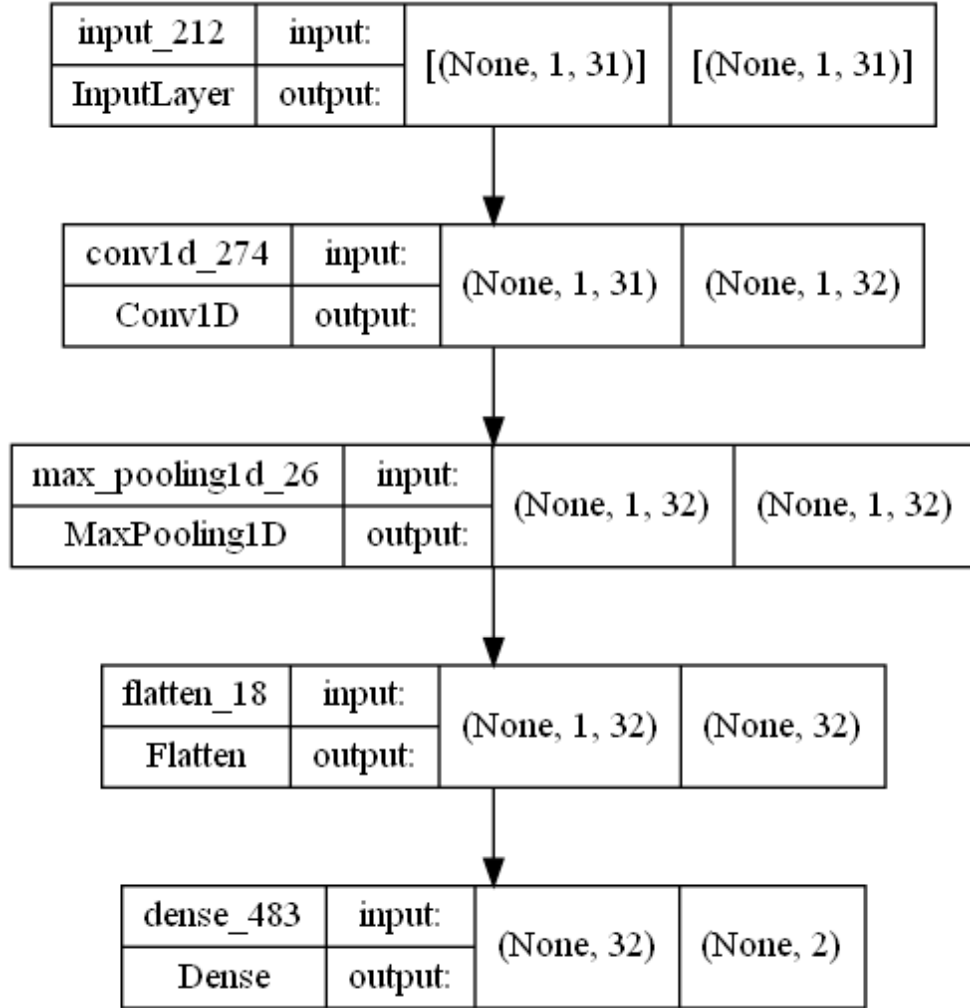 input_212 input: [(None, 1, 31)] [(None, 1, 31)]
InputLayer output:
conv1d_274 input: (None, 1, 31) (None, 1, 32)
Conv1D output:
max_pooling1d_26 input: (None, 1, 32) (None, 1, 32)
MaxPooling1D output:
flatten_18 input: (None, 1, 32) (None, 32)
Flatten output:
dense_483 input: (None, 32) (None, 2)
Dense output: